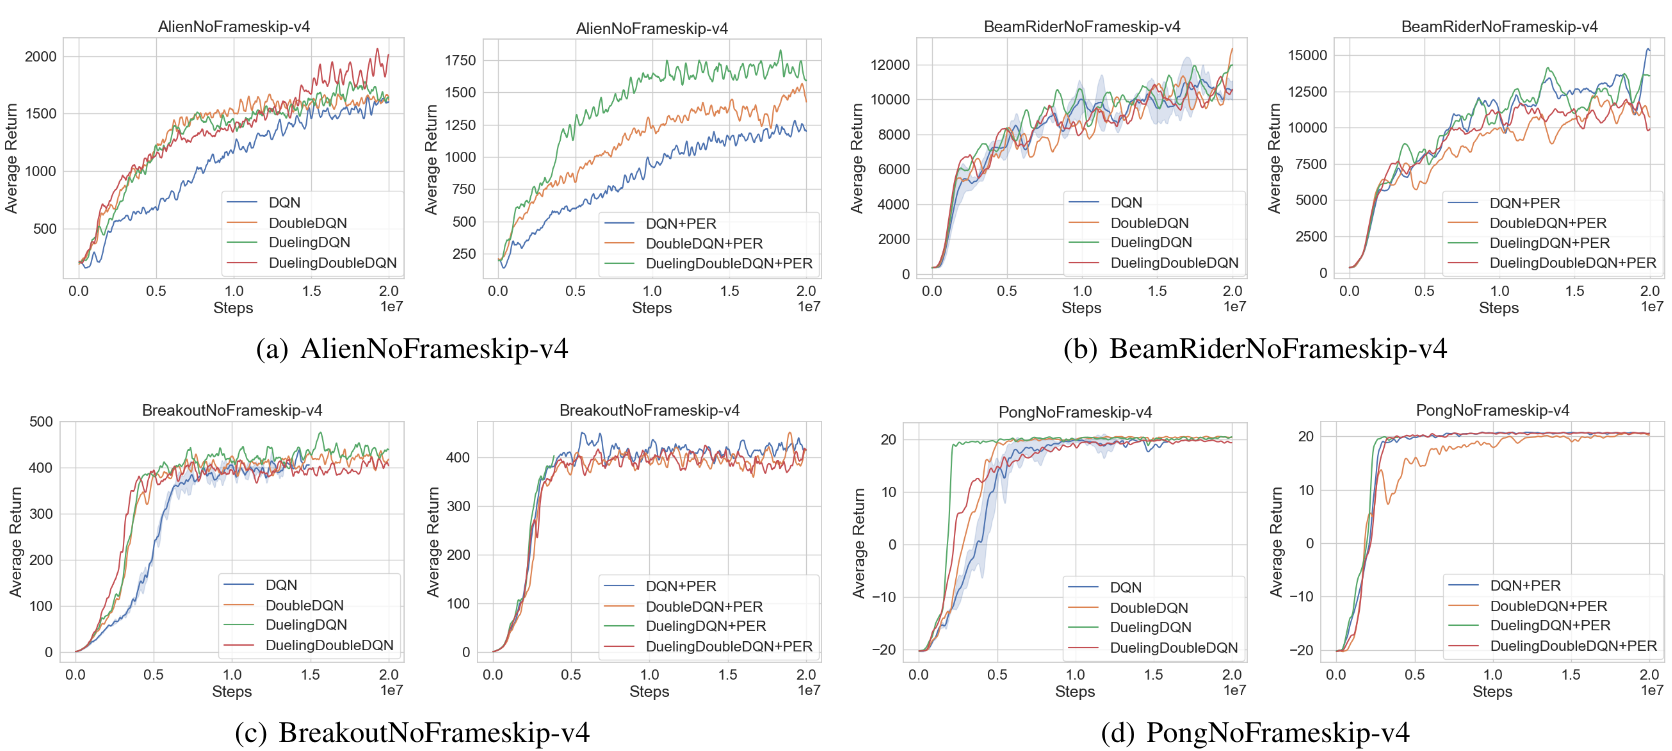 AlienNoFrameskip-v4
Average Return
2000
1500
1000
500
0.0 0.5 1.0 1.5 2.0
1e7
Steps
DQN
DoubleDQN
DuelingDQN
DuelingDoubleDQN
AlienNoFrameskip-v4
Average Return
1750
1500
1250
1000
750
500
250
0.0 0.5 1.0 1.5 2.0
1e7
Steps
DQN+PER
DoubleDQN+PER
DuelingDoubleDQN+PER
(a) AlienNoFrameskip-v4
BeamRiderNoFrameskip-v4
Average Return
12000
10000
8000
6000
4000
2000
0
0.0 0.5 1.0 1.5 2.0
1e7
Steps
DQN
DoubleDQN
DuelingDQN
DuelingDoubleDQN
BeamRiderNoFrameskip-v4
Average Return
15000
12500
10000
7500
5000
2500
0
0.0 0.5 1.0 1.5 2.0
1e7
Steps
DQN+PER
DoubleDQN+PER
DuelingDQN+PER
DuelingDoubleDQN+PER
(b) BeamRiderNoFrameskip-v4
BreakoutNoFrameskip-v4
Average Return
500
400
300
200
100
0
0.0 0.5 1.0 1.5 2.0
1e7
Steps
DQN
DoubleDQN
DuelingDQN
DuelingDoubleDQN
BreakoutNoFrameskip-v4
Average Return
400
300
200
100
0
0.0 0.5 1.0 1.5 2.0
1e7
Steps
DQN+PER
DoubleDQN+PER
DuelingDQN+PER
DuelingDoubleDQN+PER
(c) BreakoutNoFrameskip-v4
PongNoFrameskip-v4
Average Return
20
10
0
−10
−20
0.0 0.5 1.0 1.5 2.0
1e7
Steps
DQN
DoubleDQN
DuelingDQN
DuelingDoubleDQN
PongNoFrameskip-v4
Average Return
20
10
0
−10
−20
0.0 0.5 1.0 1.5 2.0
1e7
Steps
DQN+PER
DoubleDQN+PER
DuelingDQN+PER
DuelingDoubleDQN+PER
(d) PongNoFrameskip-v4